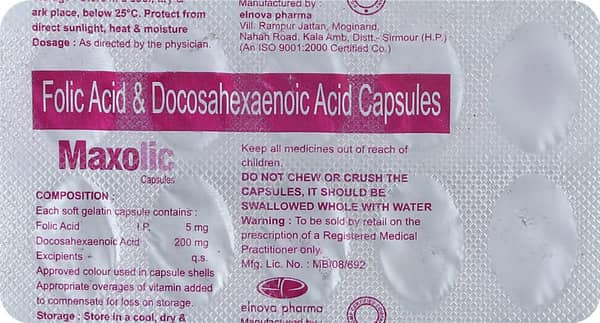 ark place, below 25°C. Protect from
direct sunlight, heat & moisture
Dosage : As directed by the physician.
Manufactured by
elnova pharma
Vill. Rampur Jattan, Moginand,
Nahan Road, Kala Amb, Distt.- Sirmour (H.P.)
(An ISO 9001:2000 Certified Co.)
Folic Acid & Docosahexaenoic Acid Capsules
Maxolic
Capsules
COMPOSITION :
Each soft gelatin capsule contains :
Folic Acid I.P. 5 mg
Docosahexaenoic Acid 200 mg
Excipients - q.s.
Approved colour used in capsule shells
Appropriate overages of vitamin added
to compensate for loss on storage.
Storage : Store in a cool, dry &
Keep all medicines out of reach of
children.
DO NOT CHEW OR CRUSH THE
CAPSULES, IT SHOULD BE
SWALLOWED WHOLE WITH WATER
Warning : To be sold by retail on the
prescription of a Registered Medical
Practitioner only.
Mfg. Lic. No. : MB/08/692
elnova pharma
Manufactured by